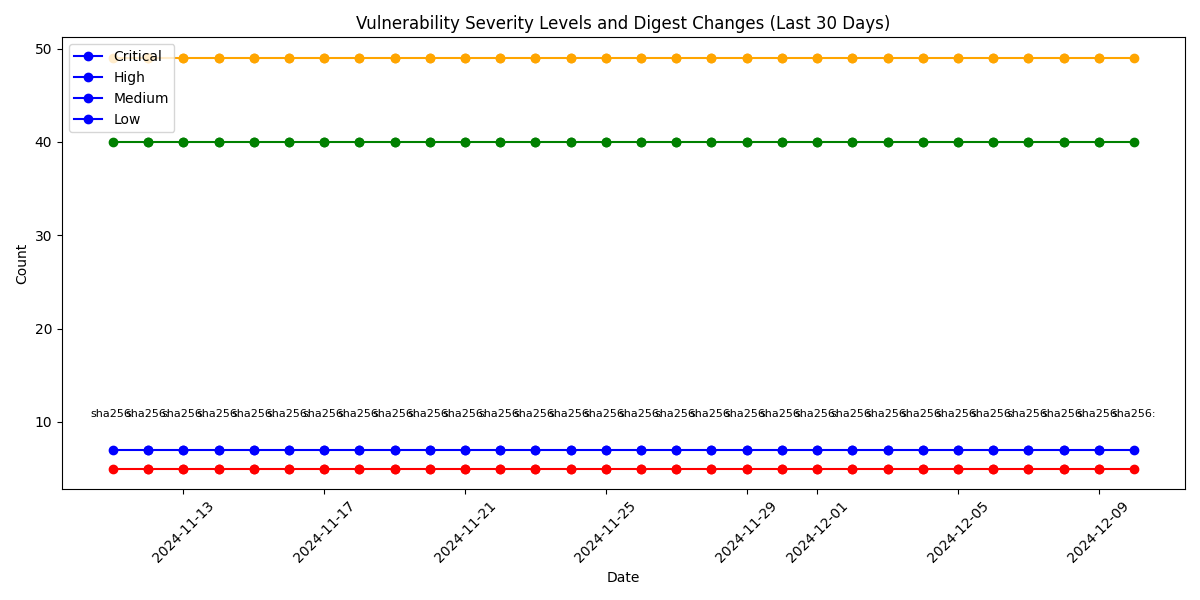 Vulnerability Severity Levels and Digest Changes (Last 30 Days)
50
40
30
20
10
Count
Critical
High
Medium
Low
sha256: sha256: sha256: sha256: sha256: sha256: sha256: sha256: sha256: sha256: sha256: sha256: sha256: sha256: sha256: sha256: sha256: sha256: sha256: sha256: sha256: sha256: sha256: sha256: sha256: sha256: sha256: sha256: sha256: sha256:
2024-11-13
2024-11-17
2024-11-21
2024-11-25
2024-11-29
2024-12-01
2024-12-05
2024-12-09
Date